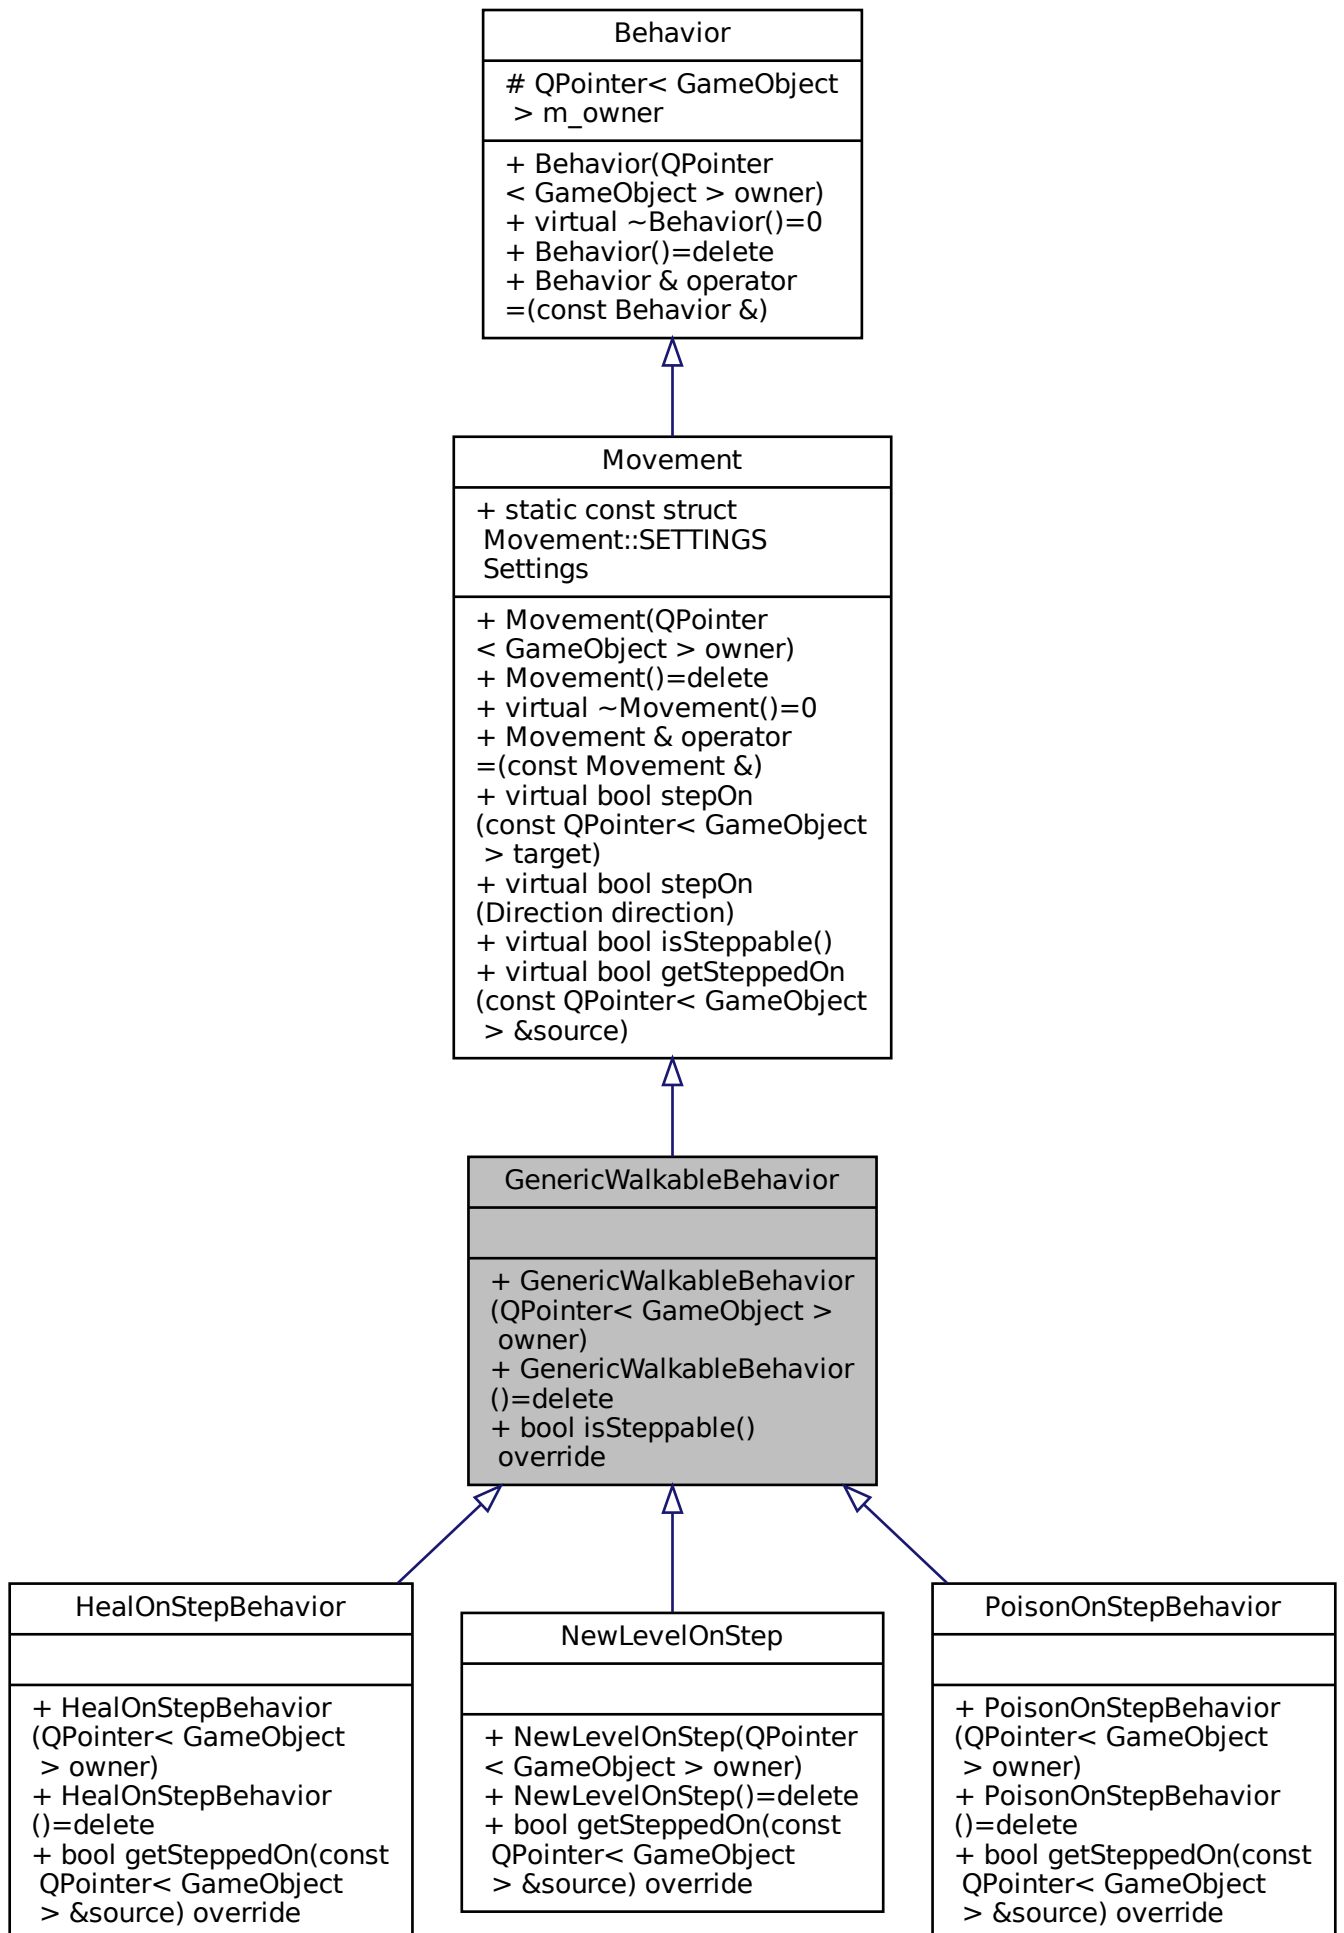 Behavior
# QPointer< GameObject
> m_owner
+ Behavior(QPointer
< GameObject > owner)
+ virtual ~Behavior()=0
+ Behavior()=delete
+ Behavior & operator
=(const Behavior &)
Movement
+ static const struct
Movement::SETTINGS
Settings
+ Movement(QPointer
< GameObject > owner)
+ Movement()=delete
+ virtual ~Movement()=0
+ Movement & operator
=(const Movement &)
+ virtual bool stepOn
(const QPointer< GameObject
> target)
+ virtual bool stepOn
(Direction direction)
+ virtual bool isSteppable()
+ virtual bool getSteppedOn
(const QPointer< GameObject
> &source)
GenericWalkableBehavior
+ GenericWalkableBehavior
(QPointer< GameObject >
owner)
+ GenericWalkableBehavior
()=delete
+ bool isSteppable()
override
HealOnStepBehavior
+ HealOnStepBehavior
(QPointer< GameObject
> owner)
+ HealOnStepBehavior
()=delete
+ bool getSteppedOn(const
QPointer< GameObject
> &source) override
NewLevelOnStep
+ NewLevelOnStep(QPointer
< GameObject > owner)
+ NewLevelOnStep()=delete
+ bool getSteppedOn(const
QPointer< GameObject
> &source) override
PoisonOnStepBehavior
+ PoisonOnStepBehavior
(QPointer< GameObject
> owner)
+ PoisonOnStepBehavior
()=delete
+ bool getSteppedOn(const
QPointer< GameObject
> &source) override